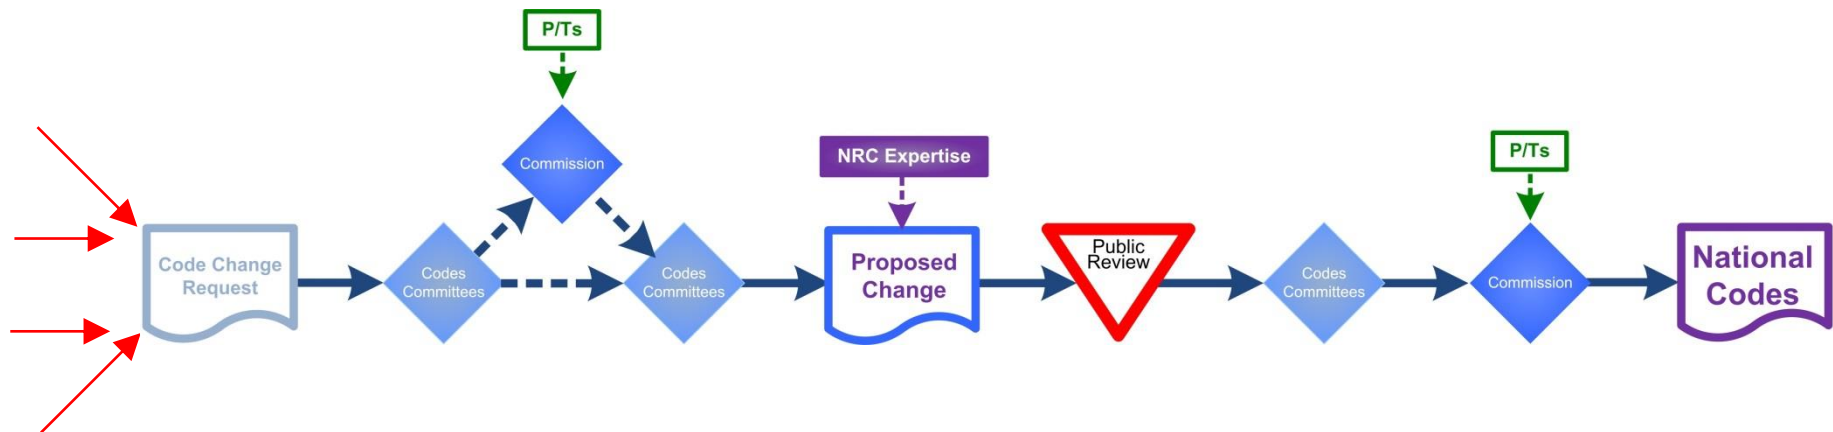 P/Ts
Commission
NRC Expertise
P/Ts
Code Change
Request
Codes
Committees
Codes
Committees
Proposed
Change
Public
Review
Codes
Committees
Commission
National
Codes